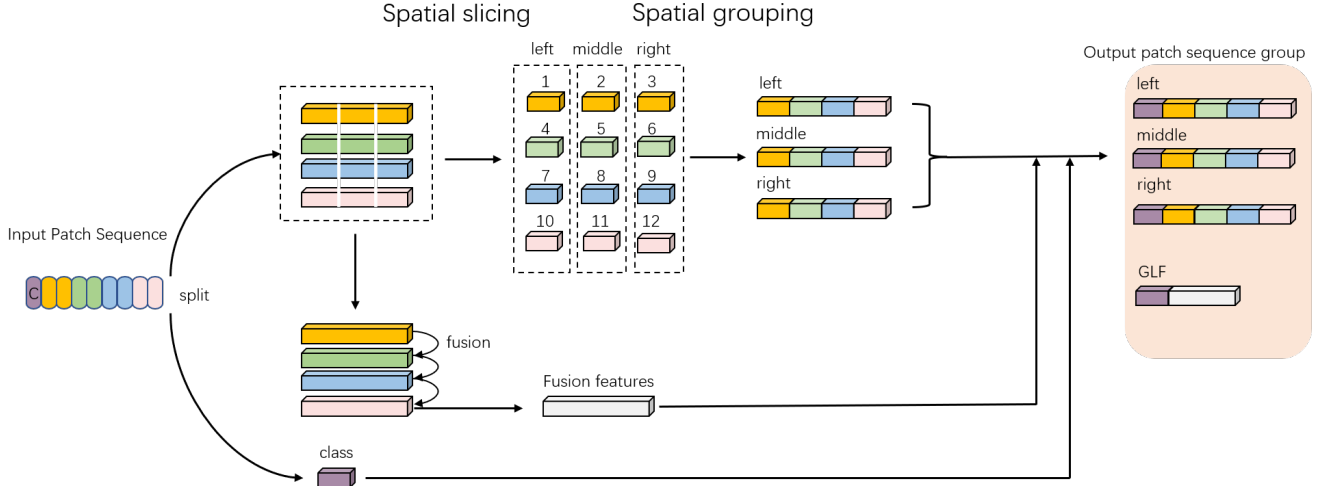 Spatial slicing
Spatial grouping
left middle right
Output patch sequence group
1 2 3
left
left
4 5 6
middle
middle
7 8 9
right
right
10 11 12
Input Patch Sequence
GLF
C
split
fusion
Fusion features
class